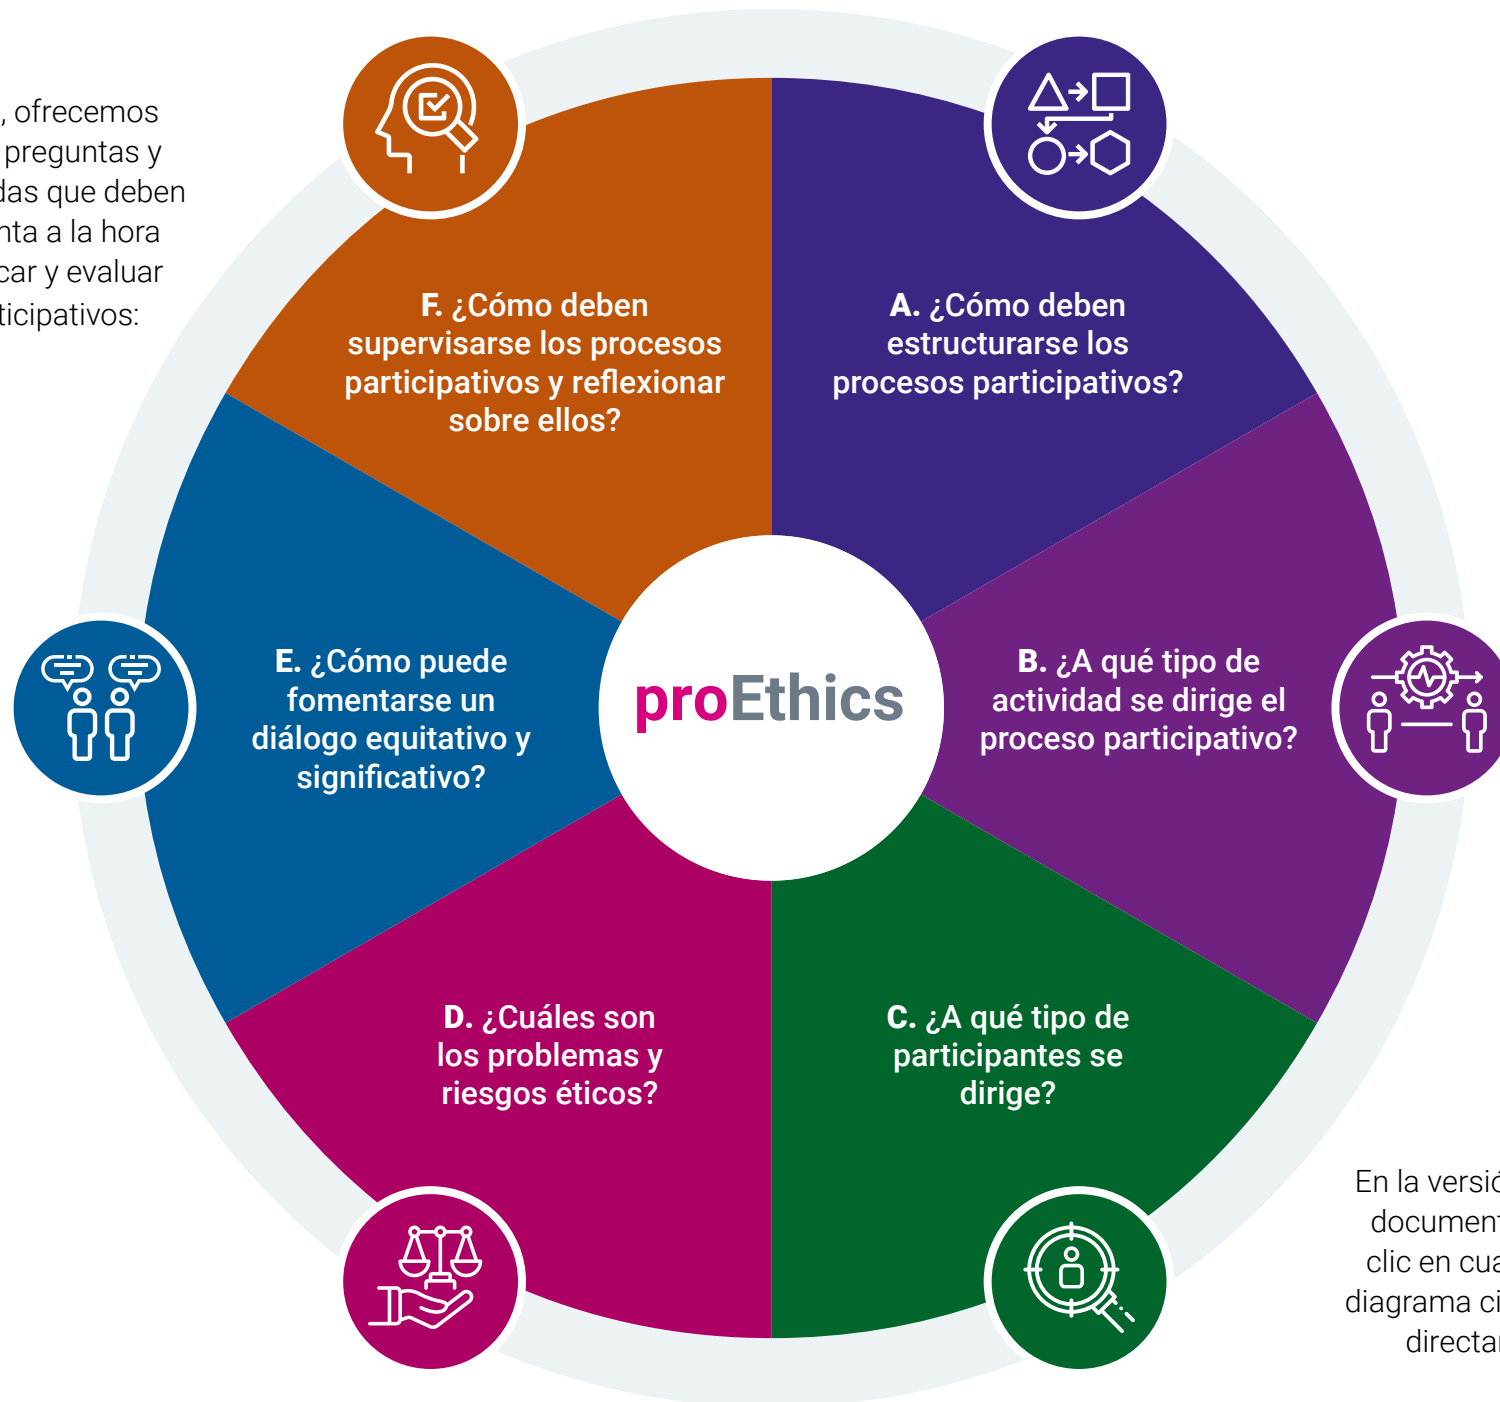 , ofrecemos
preguntas y
das que deben
nta a la hora
car y evaluar
ticipativos:
F. ¿Cómo deben
supervisarse los procesos
participativos y reflexionar
sobre ellos?
A. ¿Cómo deben
estructurarse los
procesos participativos?
E. ¿Cómo puede
fomentarse un
diálogo equitativo y
significativo?
proEthics
B. ¿A qué tipo de
actividad se dirige el
proceso participativo?
D. ¿Cuáles son
los problemas y
riesgos éticos?
C. ¿A qué tipo de
participantes se
dirige?
En la versió
document
clic en cua
diagrama ci
directa